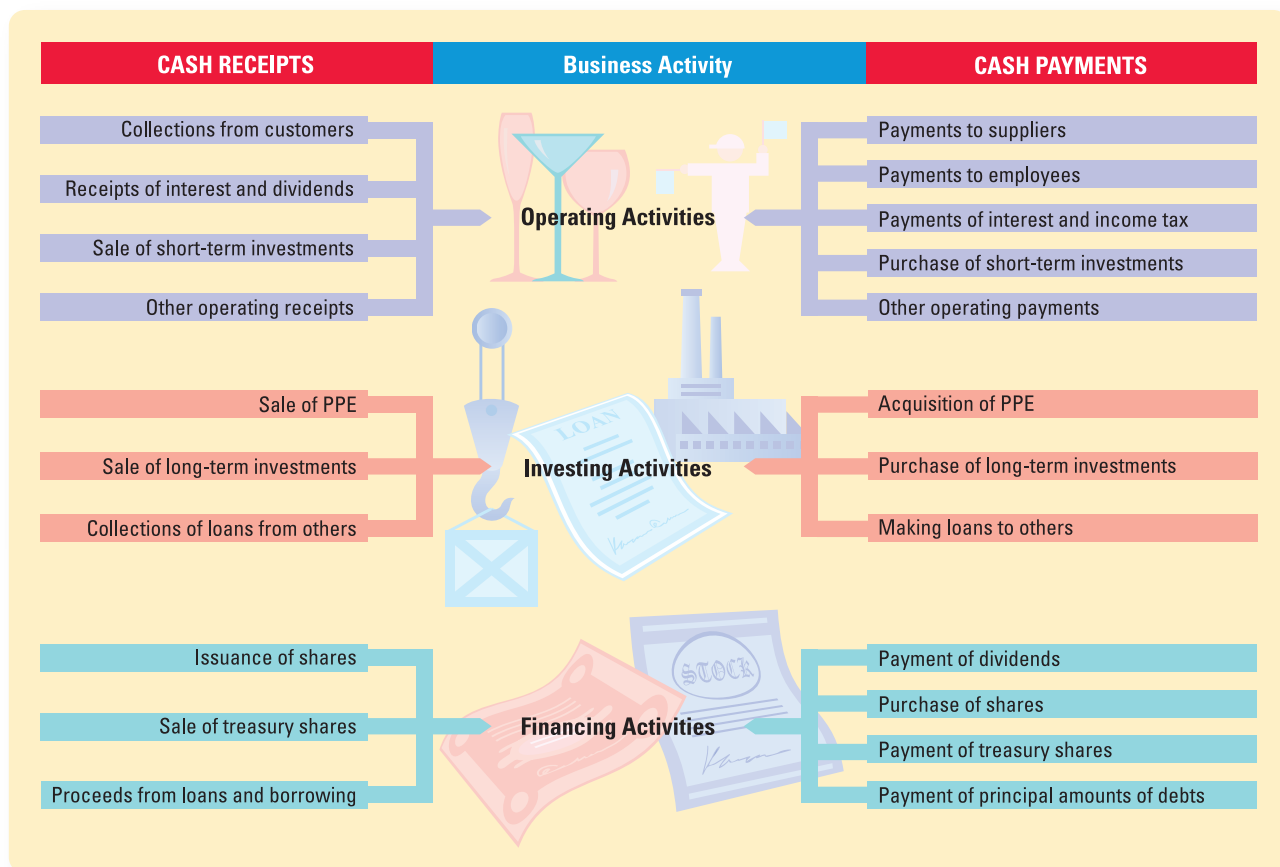 CASH RECEIPTS
Business Activity
CASH PAYMENTS
Collections from customers
Receipts of interest and dividends
Sale of short-term investments
Other operating receipts
Operating Activities
Payments to suppliers
Payments to employees
Payments of interest and income tax
Purchase of short-term investments
Other operating payments
Sale of PPE
Sale of long-term investments
Collections of loans from others
LOAN
Investing Activities
Acquisition of PPE
Purchase of long-term investments
Making loans to others
Issuance of shares
Sale of treasury shares
Proceeds from loans and borrowing
STOCK
Financing Activities
Payment of dividends
Purchase of shares
Payment of treasury shares
Payment of principal amounts of debts